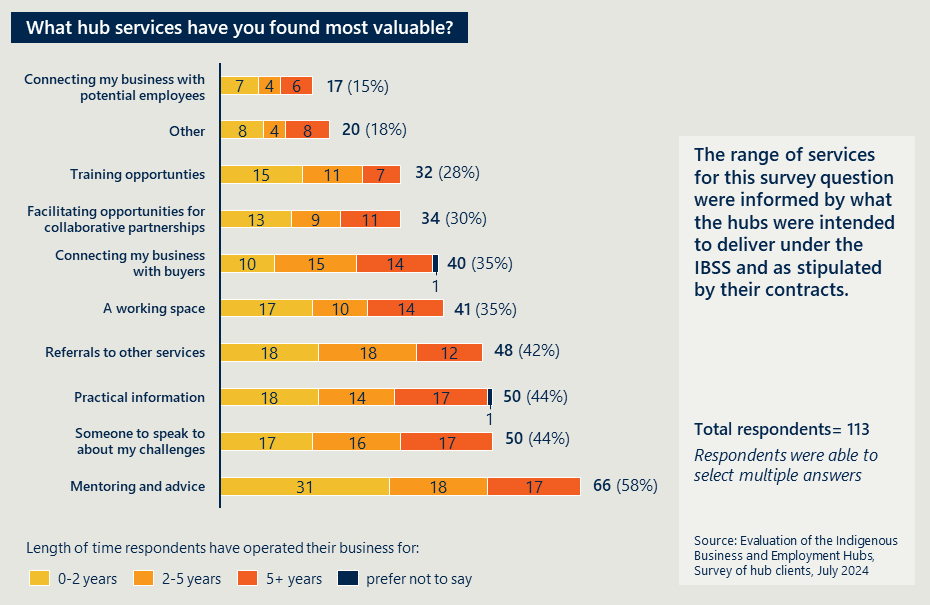 What hub services have you found most valuable?
Connecting my business with
potential employees
7 4 6 17 (15%)
Other 8 4 8 20 (18%)
Training opportunties 15 11 7 32 (28%)
Facilitating opportunities for
collaborative partnerships
13 9 11 34 (30%)
Connecting my business
with buyers
10 15 14 40 (35%)
1
A working space 17 10 14 41 (35%)
Referrals to other services 18 18 12 48 (42%)
Practical information 18 14 17 50 (44%)
1
Someone to speak to
about my challenges
17 16 17 50 (44%)
Mentoring and advice 31 18 17 66 (58%)
Length of time respondents have operated their business for:
0-2 years 2-5 years 5+ years prefer not to say
The range of services
for this survey question
were informed by what
the hubs were intended
to deliver under the
IBSS and as stipulated
by their contracts.
Total respondents= 113
Respondents were able to
select multiple answers
Source: Evaluation of the Indigenous
Business and Employment Hubs,
Survey of hub clients, July 2024